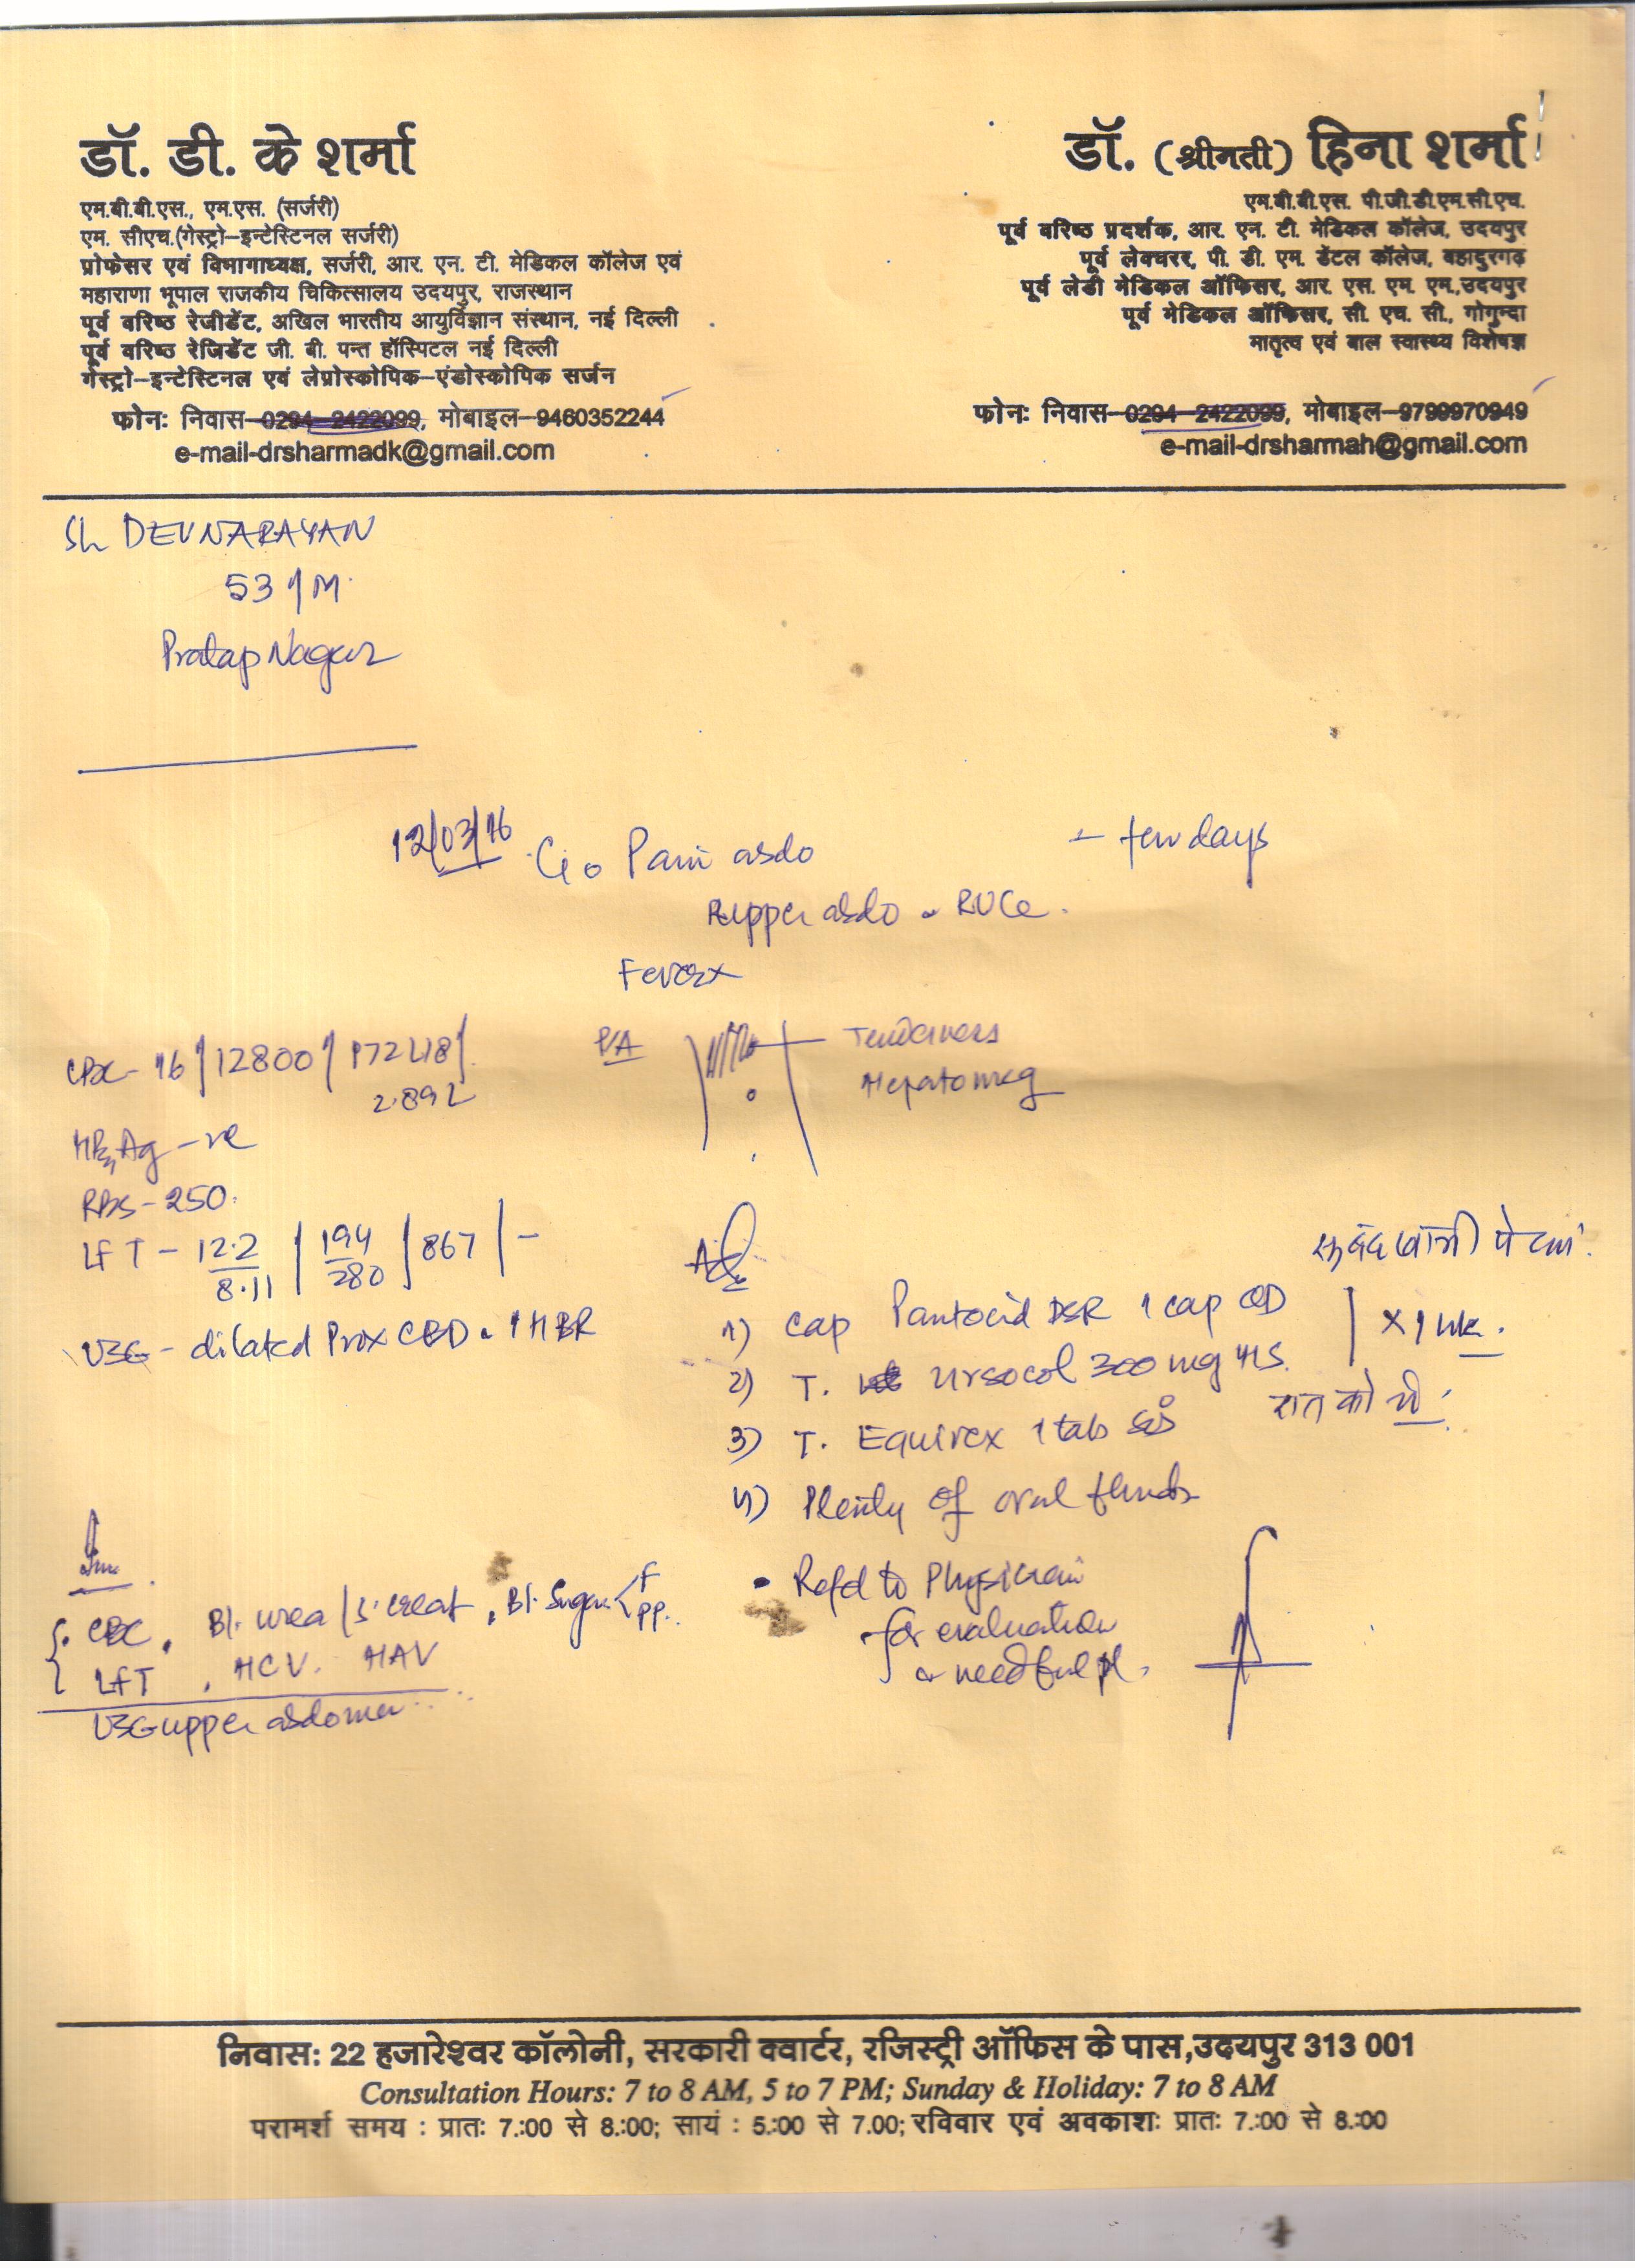 डॉ. डी. के शर्मा
एम.बी.बी.एस., एम.एस. (सर्जरी)
एम. सीएच.(गेस्ट्रो–इन्टेस्टिनल सर्जरी)
प्रोफेसर एवं विभागाध्यक्ष, सर्जरी, आर. एन. टी. मेडिकल कॉलेज एवं
महाराणा भूपाल राजकीय चिकित्सालय उदयपुर, राजस्थान
पूर्व वरिष्ठ रेजीडेंट, अखिल भारतीय आयुर्विज्ञान संस्थान, नई दिल्ली
पूर्व वरिष्ठ रेजिडेंट जी. बी. पन्त हॉस्पिटल नई दिल्ली
गेस्ट्रो–इन्टेस्टिनल एवं लेप्रोस्कोपिक–एंडोस्कोपिक सर्जन
फोनः निवास–0294–2422099, मोबाइल–9460352244
e-mail-drsharmadk@gmail.com
डॉ. (श्रीमती) हिना शर्मा
एम.बी.बी.एस. पी.जी.डी.एम.सी.एच.
पूर्व वरिष्ठ प्रदर्शक, आर. एन. टी. मेडिकल कॉलेज, उदयपुर
पूर्व लेक्चरर, पी. डी. एम. डेंटल कॉलेज, बहादुरगढ़
पूर्व लेडी मेडिकल ऑफिसर, आर. एस. एम. एम.,उदयपुर
पूर्व मेडिकल ऑफिसर, सी. एच. सी., गोगुन्दा
मातृत्व एवं बाल स्वास्थ्य विशेषज्ञ
फोनः निवास–0294–2422099, मोबाइल–9799970949
e-mail-drsharmah@gmail.com
Sh DEVNARAYAN
53 / M
Pratap Nagar
12/03/16 C/o Pain abdo - few days
upper abdo
Fever
P/A Tenderness
Hepatomeg
CBC - 16 / 12800 /
HBsAg -ve
RBS - 250
LFT - 12.2 / 194 / 867 / -
8.11 280
USG - dilated Prox CBD IHBR
Adv
1) Cap Pantocid DSR 1 cap OD
x 1 wk.
2) T. Ursocol 300 mg HS
रात को
3) T. Equirex 1 tab
4) Plenty of oral fluids
• Refd to Physician
for evaluation
needful pl.
Inv
CBC, Bl. urea / S. creat, Bl. Sugar < F
PP.
LFT, HCV. HAV
USG upper abdomen
निवास: 22 हजारेश्वर कॉलोनी, सरकारी क्वार्टर, रजिस्ट्री ऑफिस के पास,उदयपुर 313 001
Consultation Hours: 7 to 8 AM, 5 to 7 PM; Sunday & Holiday: 7 to 8 AM
परामर्श समय : प्रातः 7.:00 से 8.:00; सायं : 5.:00 से 7.00; रविवार एवं अवकाशः प्रातः 7.:00 से 8.:00